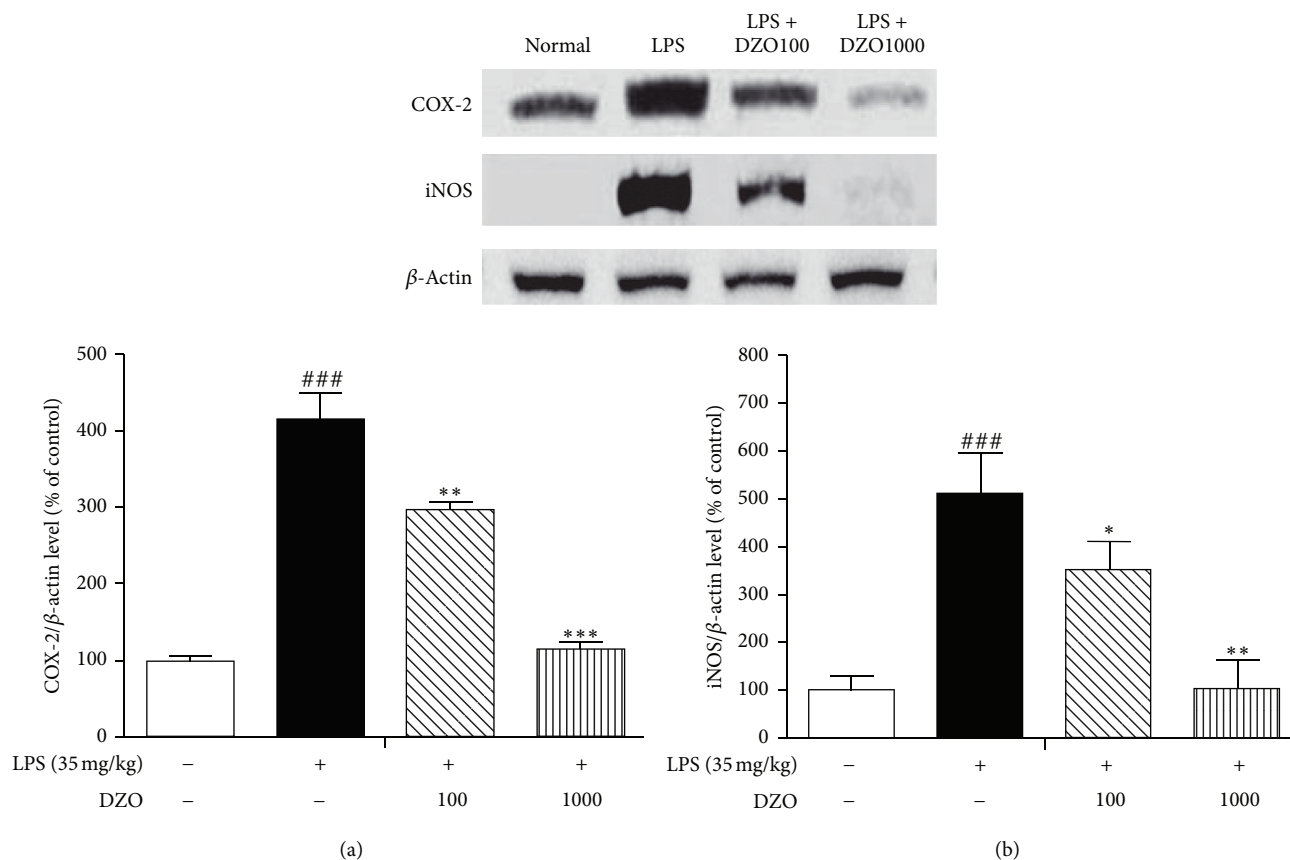 Normal LPS LPS + DZO100 LPS + DZO1000
COX-2
iNOS
β-Actin
500
400
300
200
100
0
COX-2/β-actin level (% of control)
###
**
***
LPS (35 mg/kg) − + + +
DZO − − 100 1000
(a)
800
700
600
500
400
300
200
100
0
iNOS/β-actin level (% of control)
###
*
**
LPS (35 mg/kg) − + + +
DZO − − 100 1000
(b)